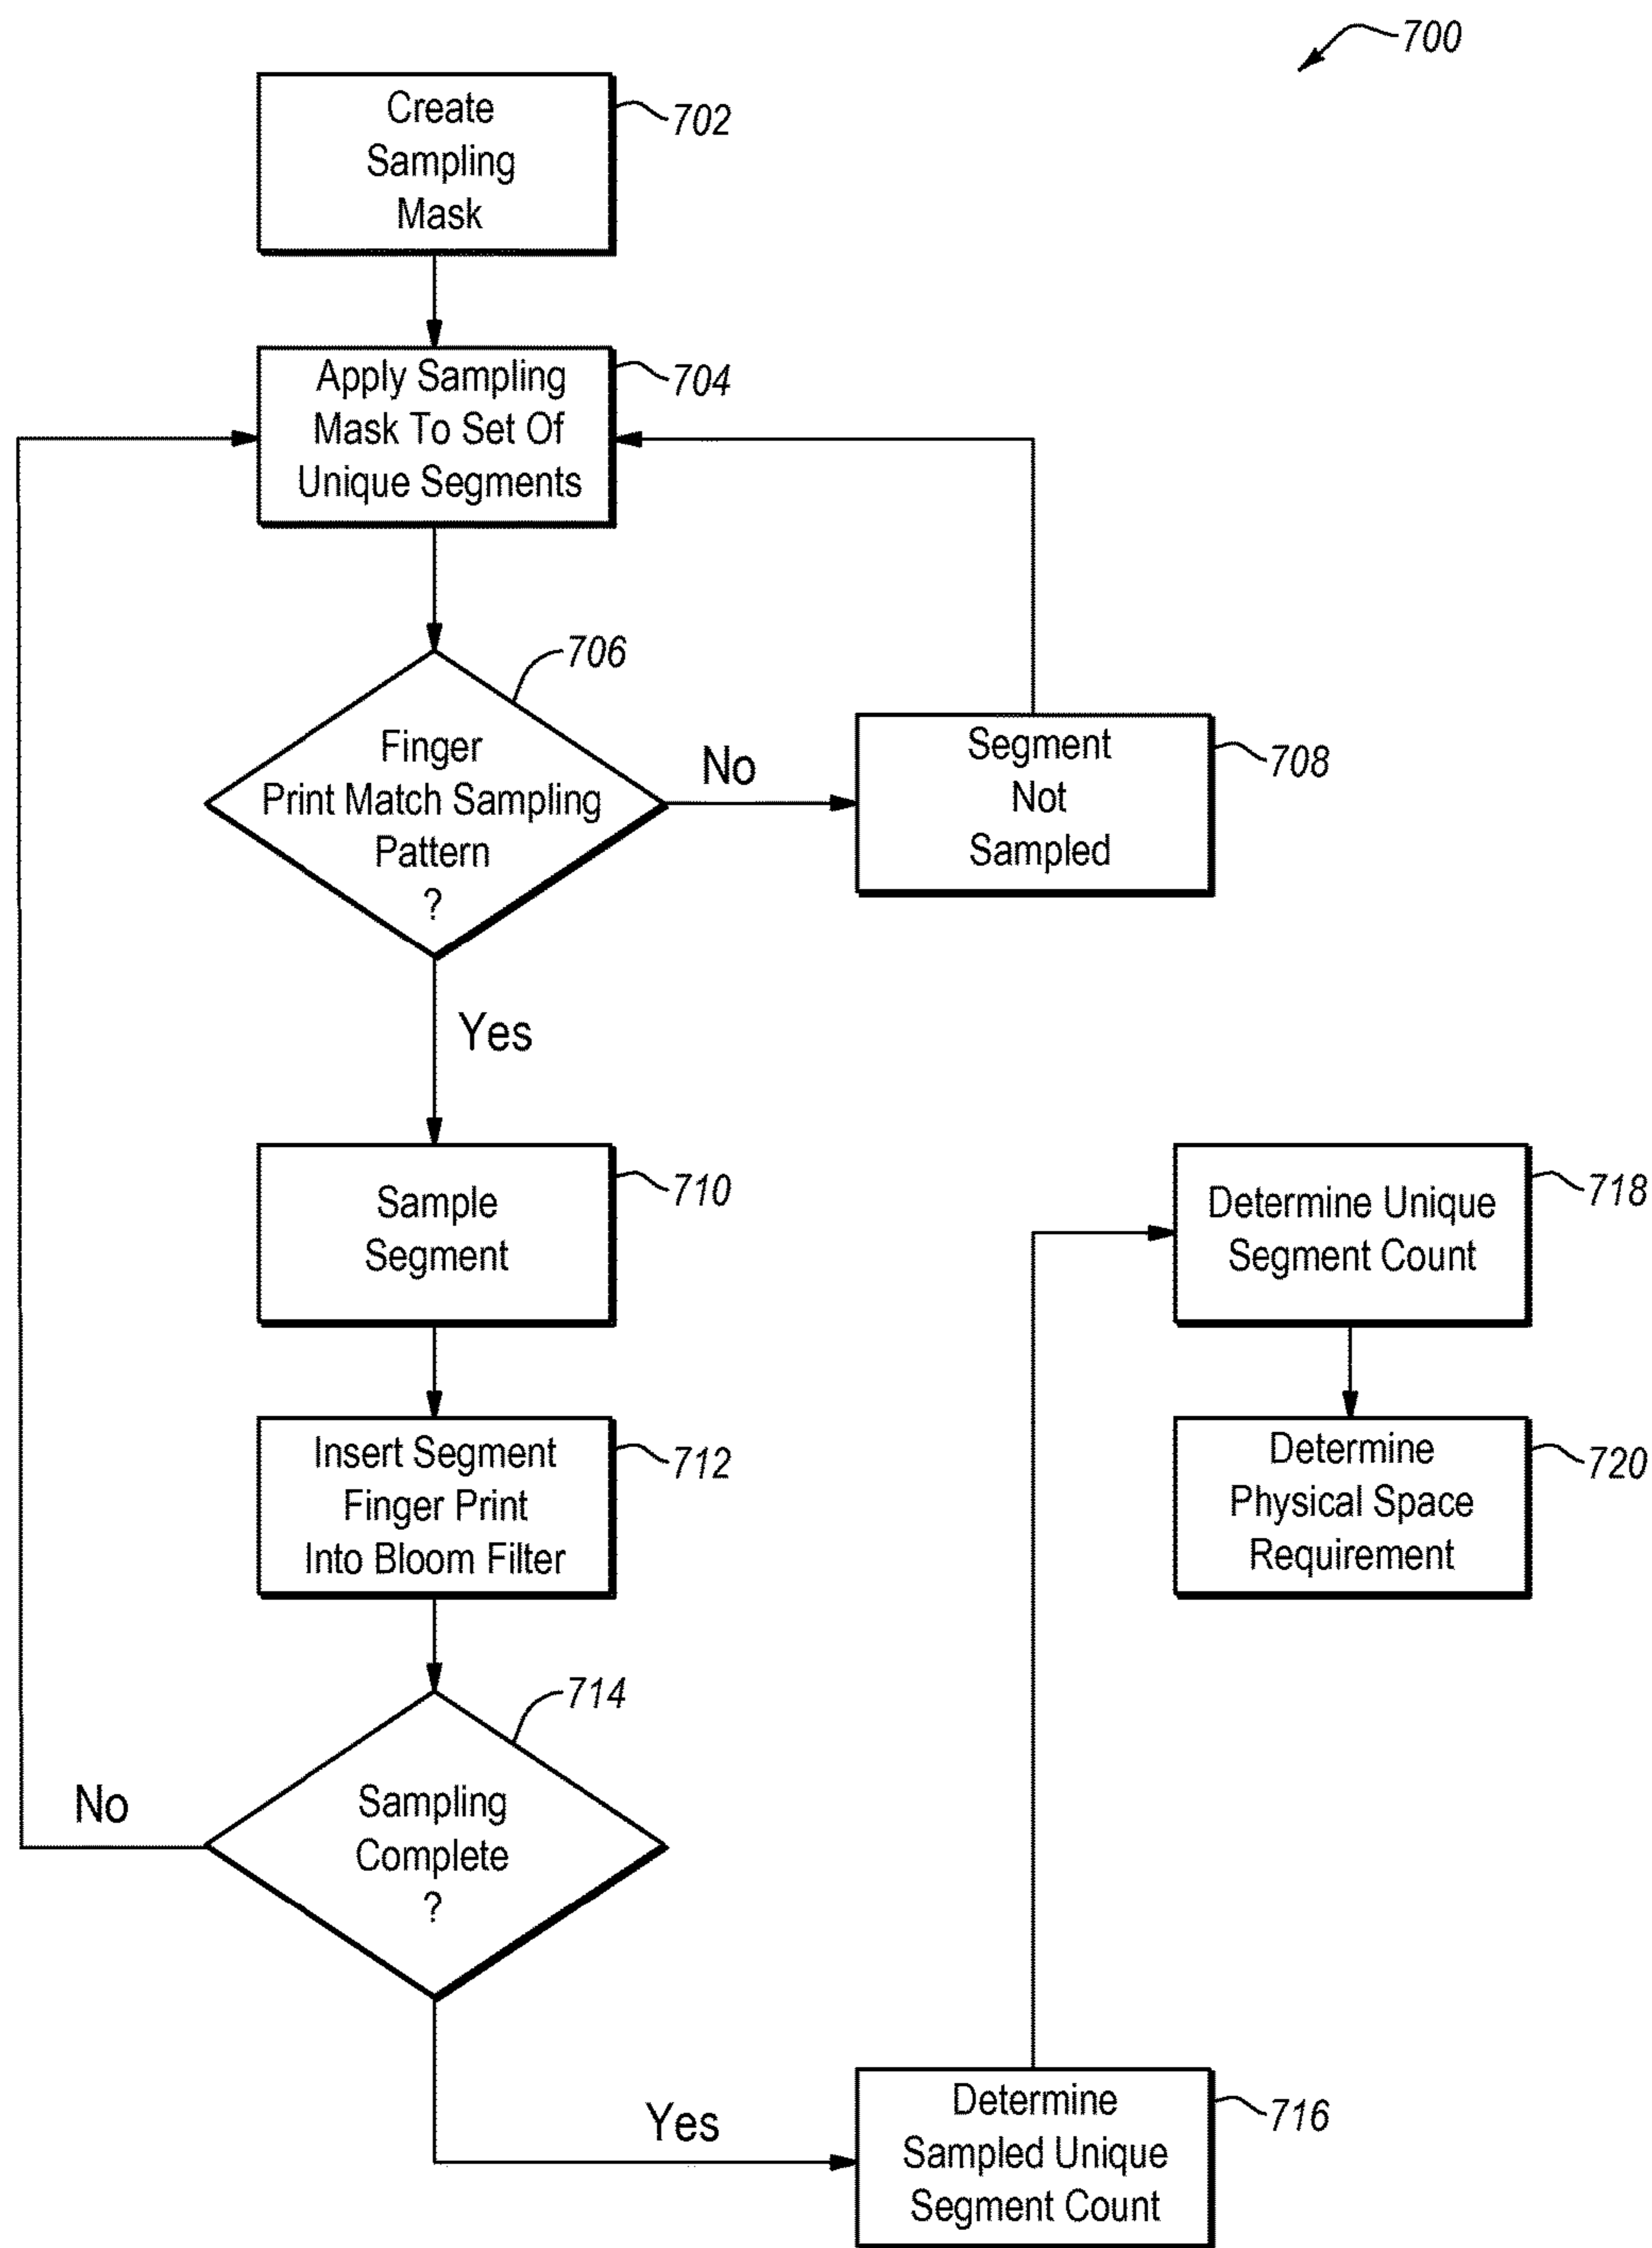 700
Create
Sampling
Mask
702
Apply Sampling
Mask To Set Of
Unique Segments
704
706
Finger
Print Match Sampling
Pattern
?
No
Segment
Not
Sampled
708
Yes
Sample
Segment
710
Insert Segment
Finger Print
Into Bloom Filter
712
714
Sampling
Complete
?
No
Yes
Determine
Sampled Unique
Segment Count
716
Determine Unique
Segment Count
718
Determine
Physical Space
Requirement
720